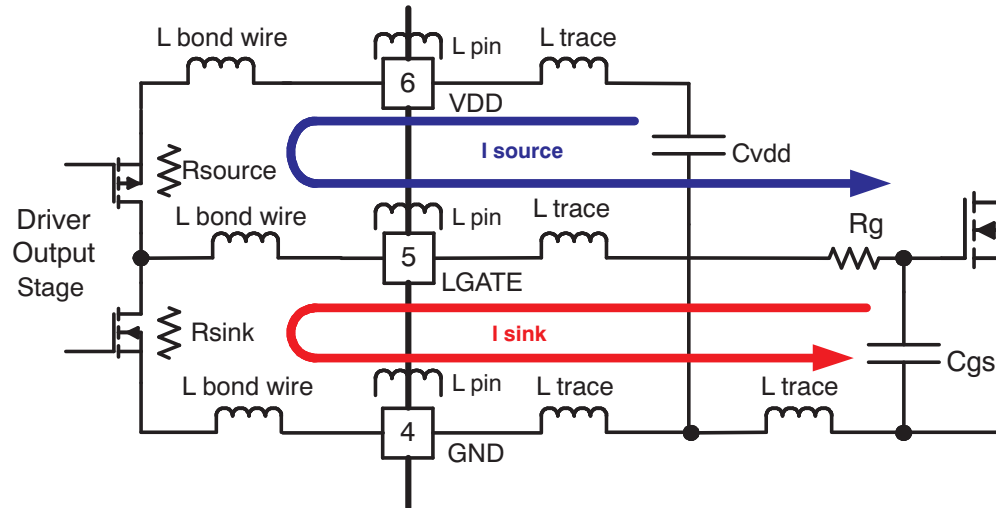 L bond wire
L pin
L trace
6
VDD
I source
Cvdd
Rsource
L bond wire
L pin
L trace
Rg
Driver
Output
Stage
5
LGATE
Rsink
I sink
L bond wire
L pin
L trace
L trace
Cgs
4
GND